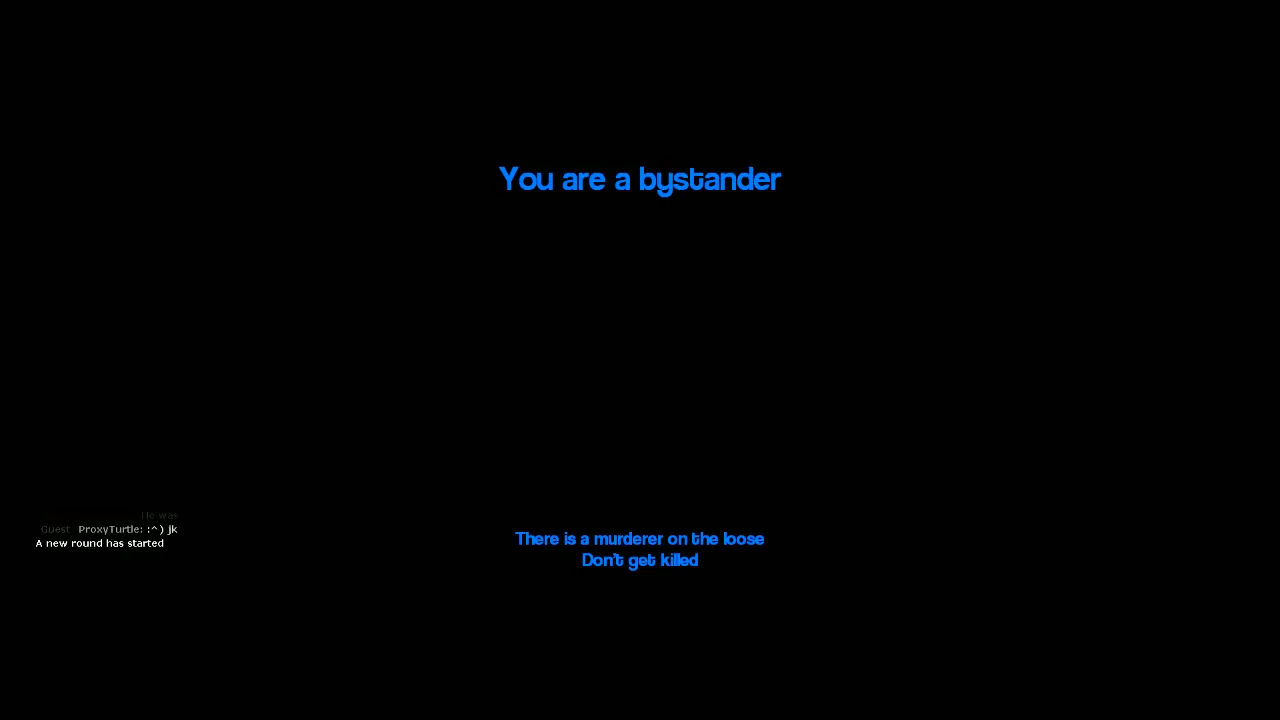 You are a bystander
He was
Guest ProxyTurtle: :^) jk
A new round has started
There is a murderer on the loose
Don't get killed